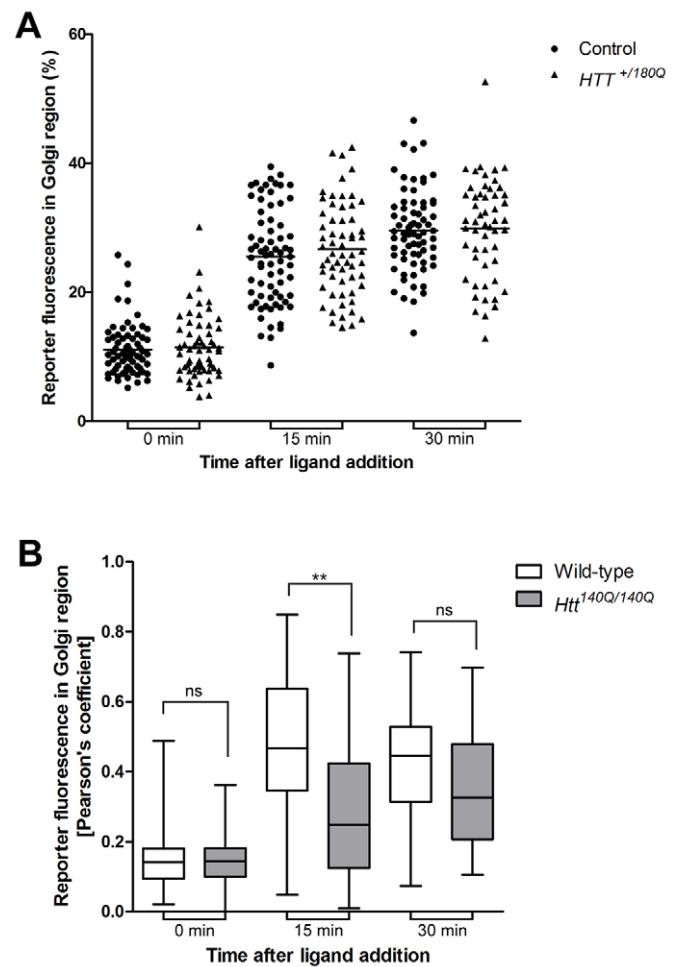 A
Reporter fluorescence in Golgi region (%)
60
40
20
0
0 min
15 min
30 min
Time after ligand addition
Control
HTT +/180Q
B
Reporter fluorescence in Golgi region
[Pearson's coefficient]
1.0
0.8
0.6
0.4
0.2
0.0
ns
**
ns
0 min
15 min
30 min
Time after ligand addition
Wild-type
Htt140Q/140Q